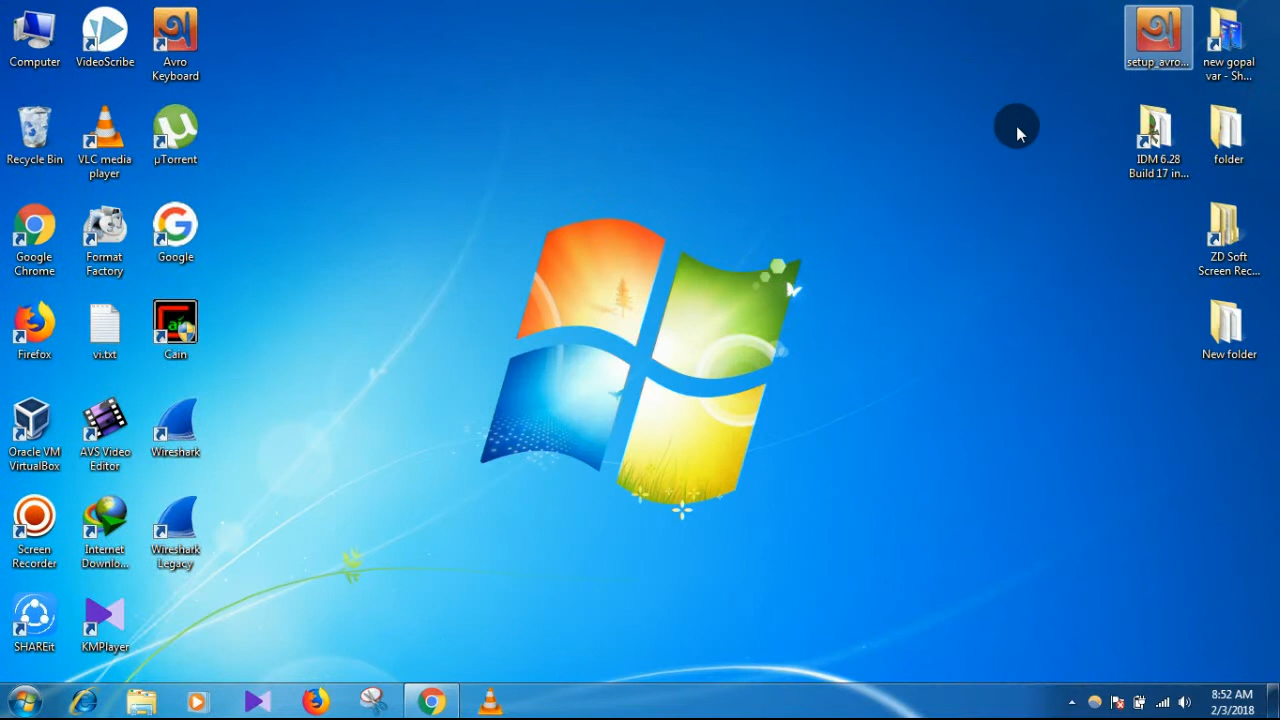 Computer
VideoScribe
Avro
Keyboard
setup_avro...
new gopal
var - Sh...
Recycle Bin
VLC media
player
µTorrent
IDM 6.28
Build 17 in...
folder
Google
Chrome
Format
Factory
Google
ZD Soft
Screen Rec...
Firefox
vi.txt
Cain
New folder
Oracle VM
VirtualBox
AVS Video
Editor
Wireshark
Screen
Recorder
Internet
Downlo...
Wireshark
Legacy
SHAREit
KMPlayer
8:52 AM
2/3/2018